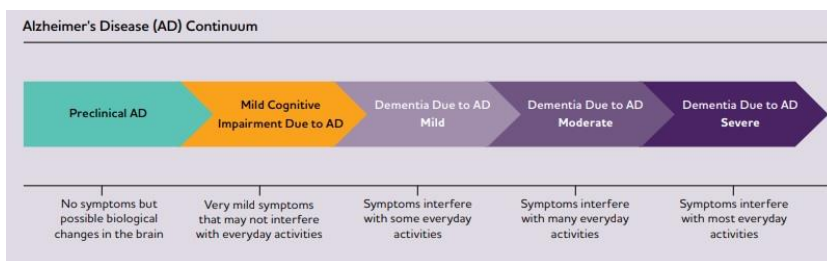 Alzheimer's Disease (AD) Continuum
Preclinical AD
Mild Cognitive
Impairment Due to AD
Dementia Due to AD
Mild
Dementia Due to AD
Moderate
Dementia Due to AD
Severe
No symptoms but
possible biological
changes in the brain
Very mild symptoms
that may not interfere
with everyday activities
Symptoms interfere
with some everyday
activities
Symptoms interfere
with many everyday
activities
Symptoms interfere
with most everyday
activities